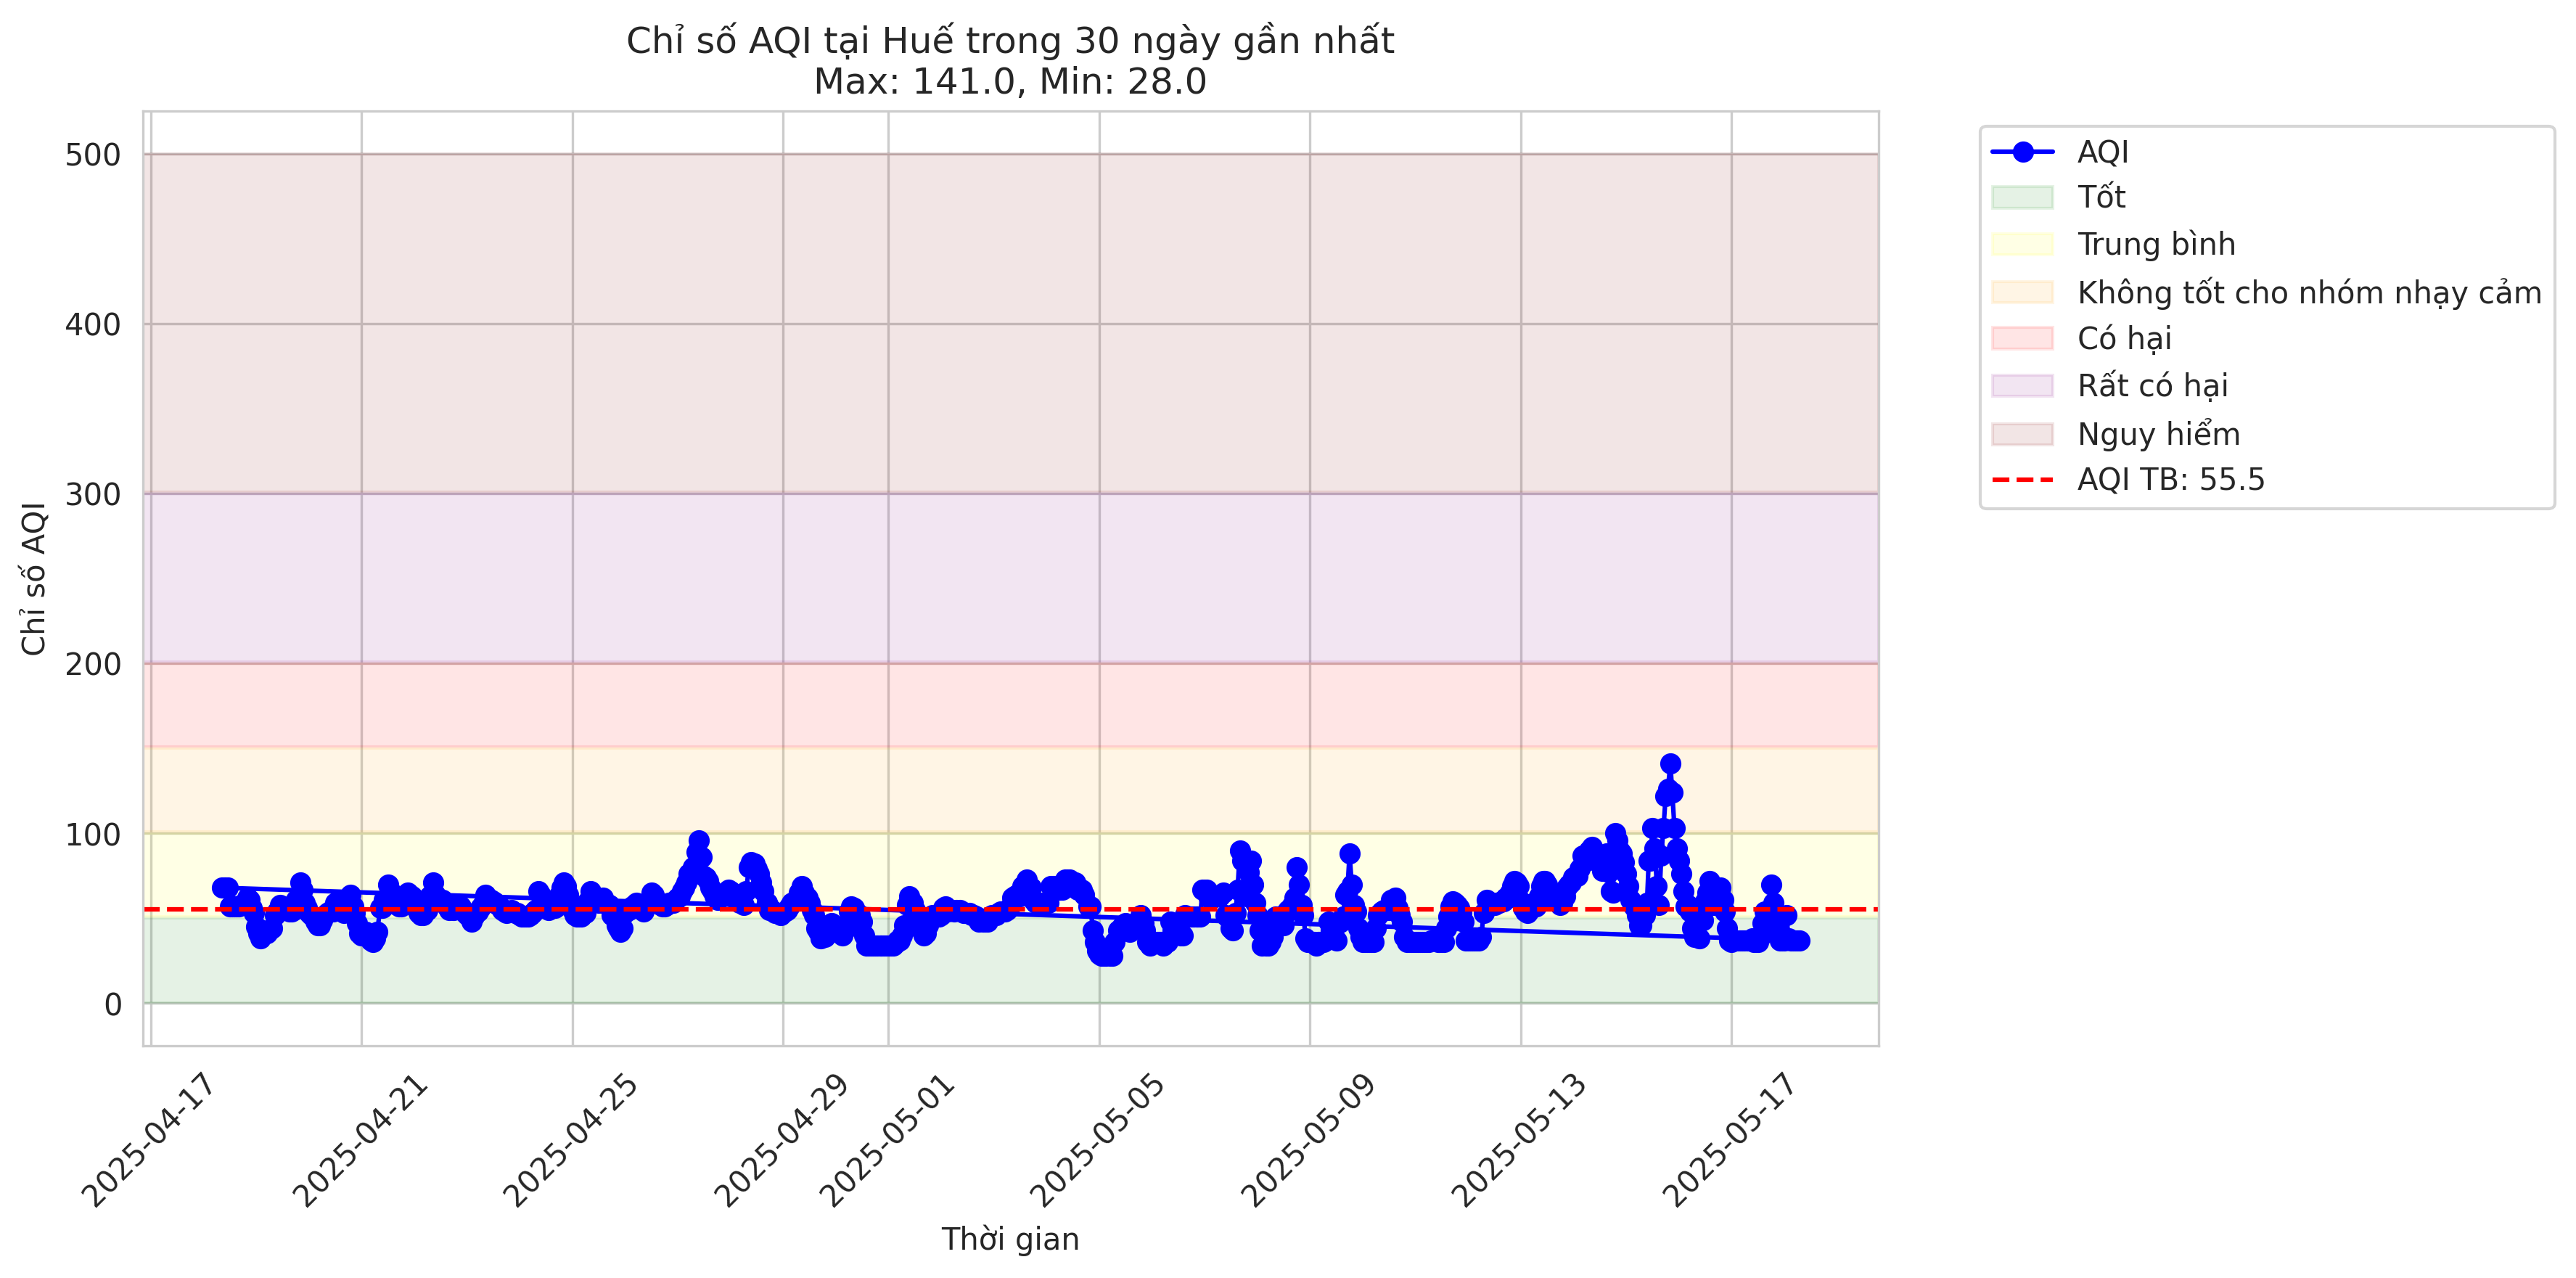 Chỉ số AQI tại Huế trong 30 ngày gần nhất
Max: 141.0, Min: 28.0
Chỉ số AQI
500
400
300
200
100
0
2025-04-17
2025-04-21
2025-04-25
2025-04-29
2025-05-01
2025-05-05
2025-05-09
2025-05-13
2025-05-17
Thời gian
AQI
Tốt
Trung bình
Không tốt cho nhóm nhạy cảm
Có hại
Rất có hại
Nguy hiểm
AQI TB: 55.5